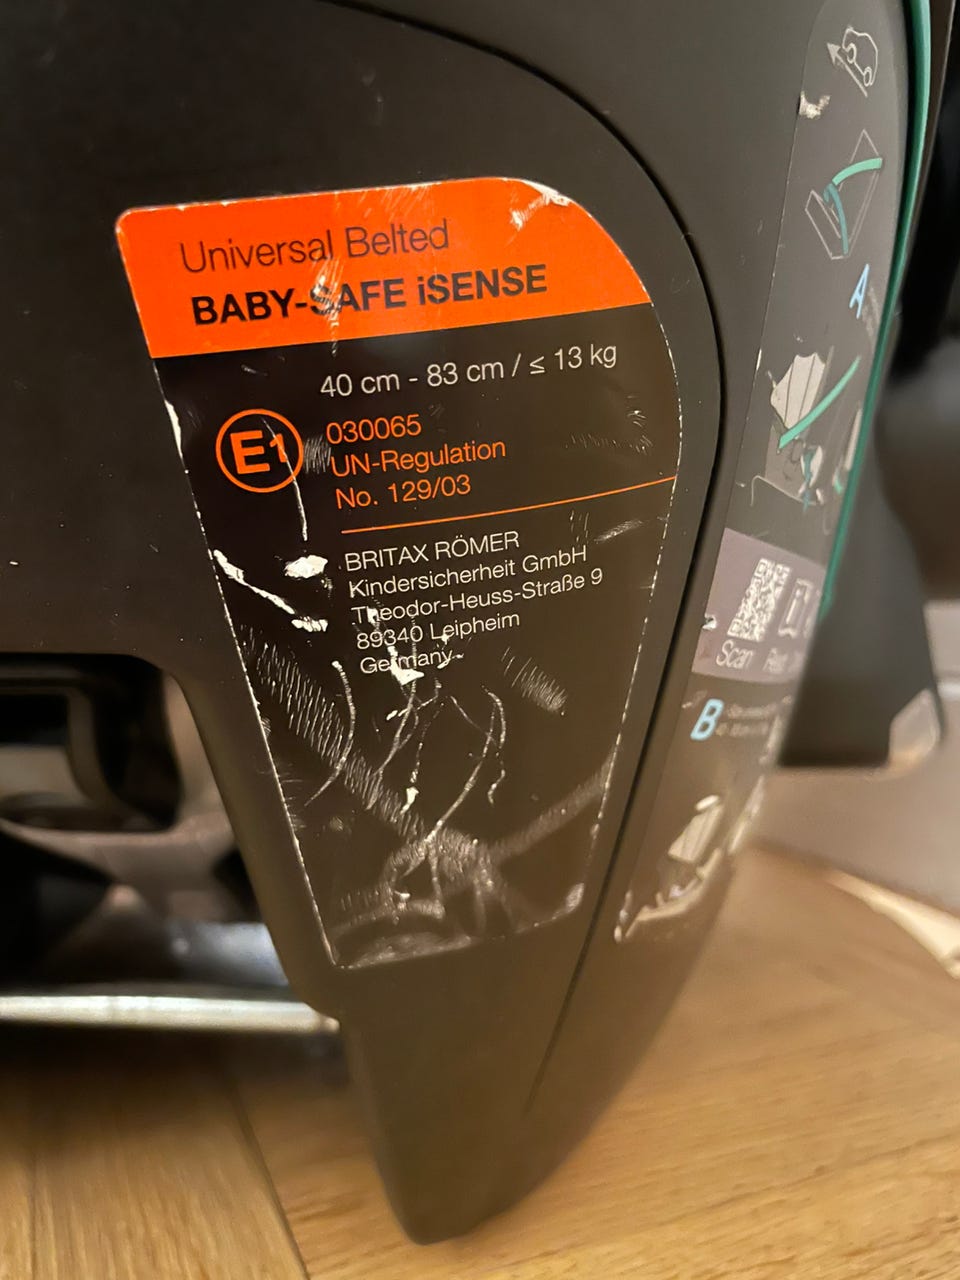 Universal Belted
BABY-SAFE iSENSE
40 cm - 83 cm / ≤ 13 kg
E1
030065
UN-Regulation
No. 129/03
BRITAX RÖMER
Kindersicherheit GmbH
Theodor-Heuss-Straße 9
89340 Leipheim
Germany
A
Scan
B